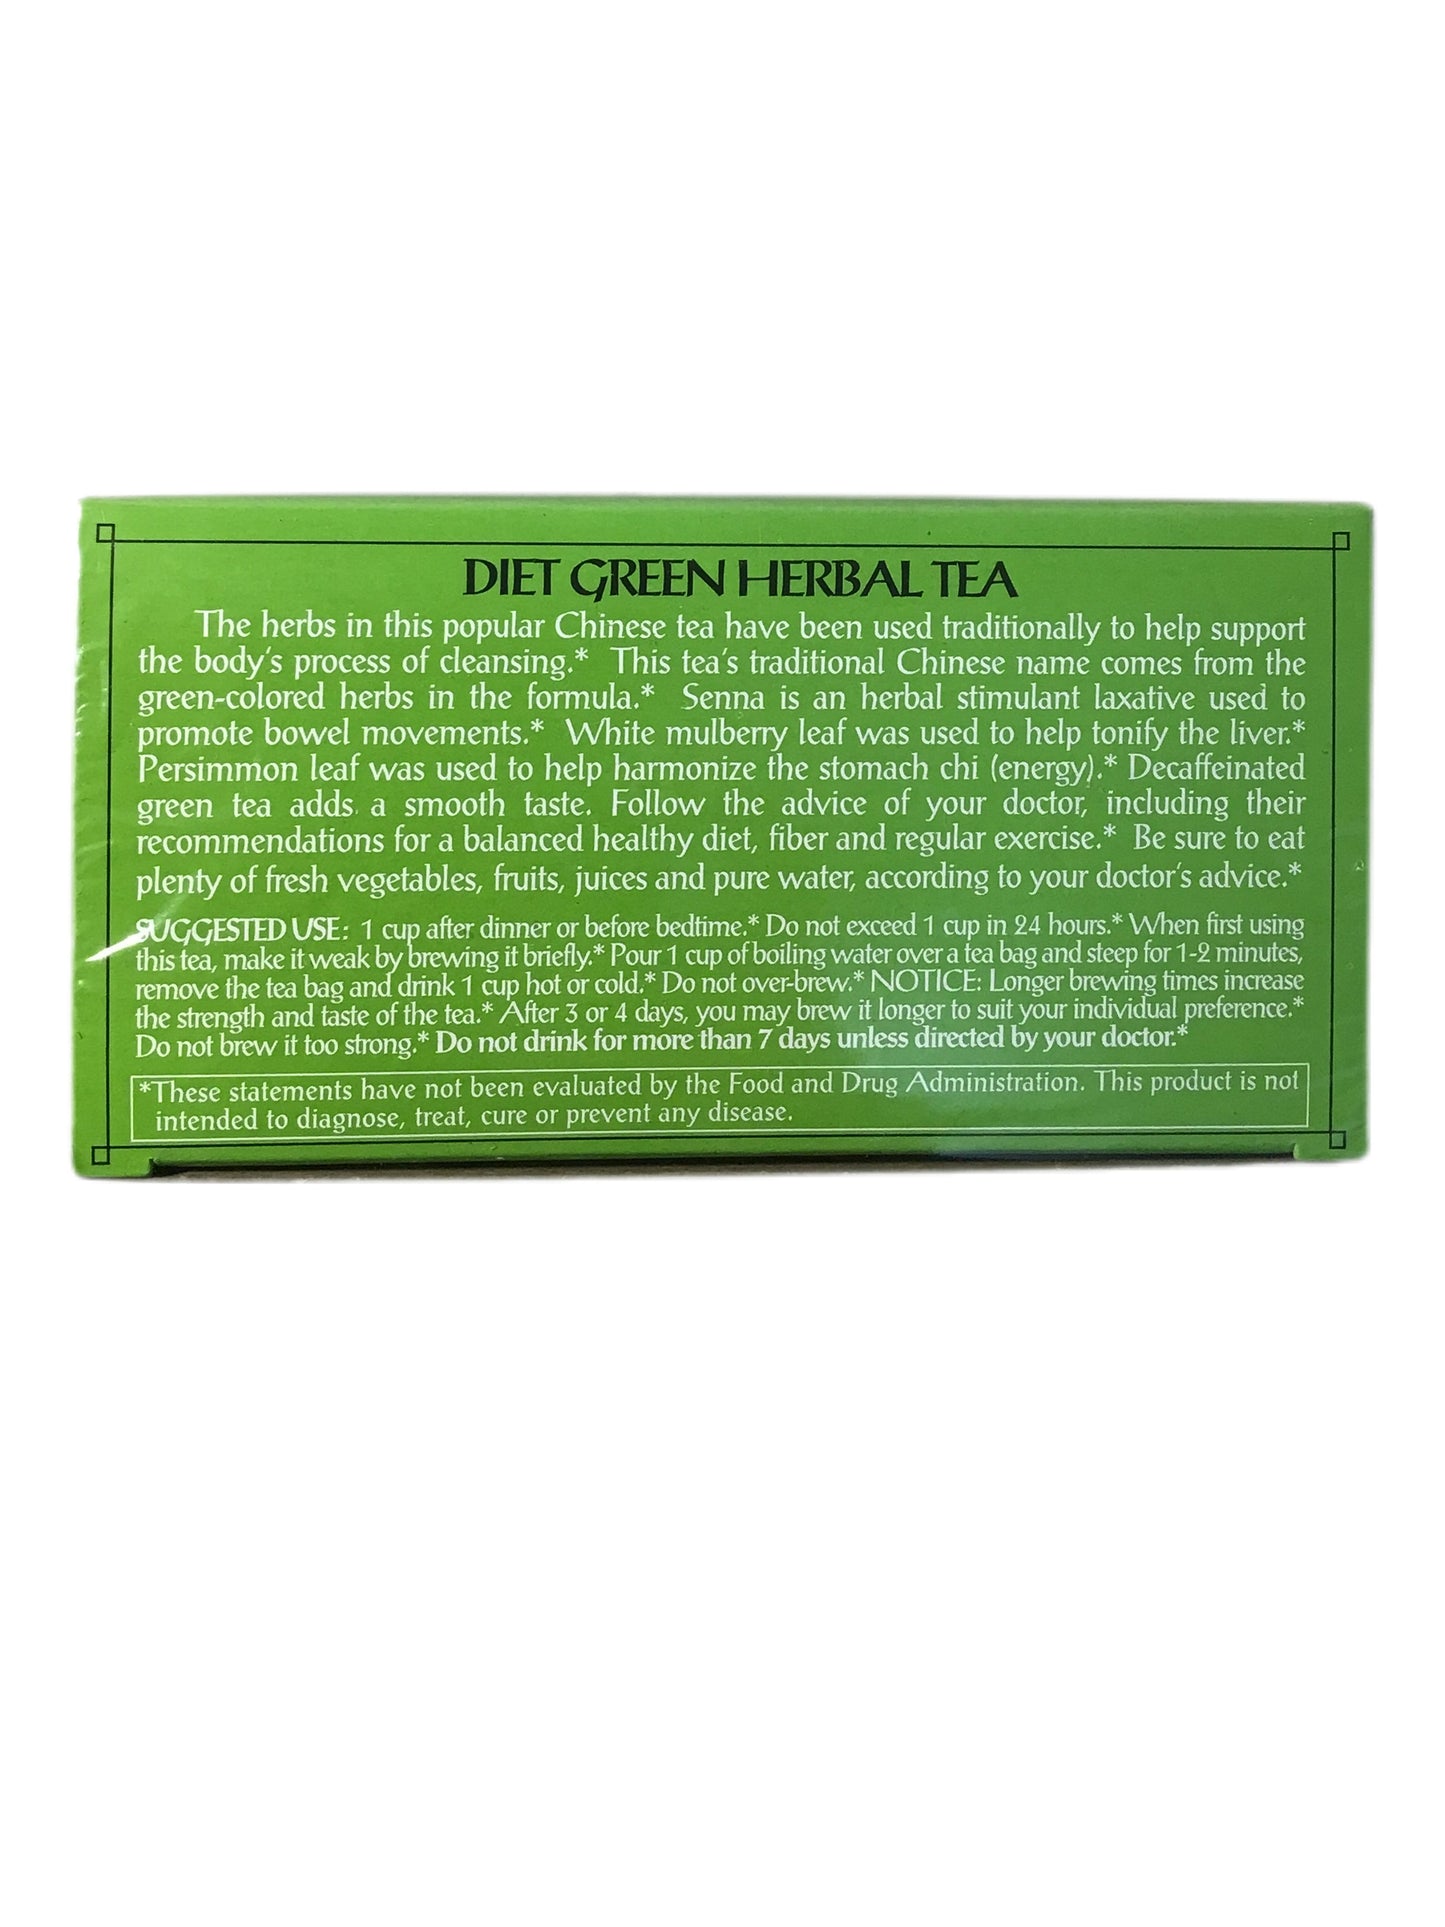 DIET GREEN HERBAL TEA
The herbs in this popular Chinese tea have been used traditionally to help support
the body's process of cleansing.* This tea's traditional Chinese name comes from the
green-colored herbs in the formula.* Senna is an herbal stimulant laxative used to
promote bowel movements.* White mulberry leaf was used to help tonify the liver.*
Persimmon leaf was used to help harmonize the stomach chi (energy).* Decaffeinated
green tea adds a smooth taste. Follow the advice of your doctor, including their
recommendations for a balanced healthy diet, fiber and regular exercise.* Be sure to eat
plenty of fresh vegetables, fruits, juices and pure water, according to your doctor's advice.*
SUGGESTED USE: 1 cup after dinner or before bedtime.* Do not exceed 1 cup in 24 hours.* When first using
this tea, make it weak by brewing it briefly.* Pour 1 cup of boiling water over a tea bag and steep for 1-2 minutes,
remove the tea bag and drink 1 cup hot or cold.* Do not over-brew.* NOTICE: Longer brewing times increase
the strength and taste of the tea.* After 3 or 4 days, you may brew it longer to suit your individual preference.*
Do not brew it too strong.* Do not drink for more than 7 days unless directed by your doctor.*
*These statements have not been evaluated by the Food and Drug Administration. This product is not
intended to diagnose, treat, cure or prevent any disease.